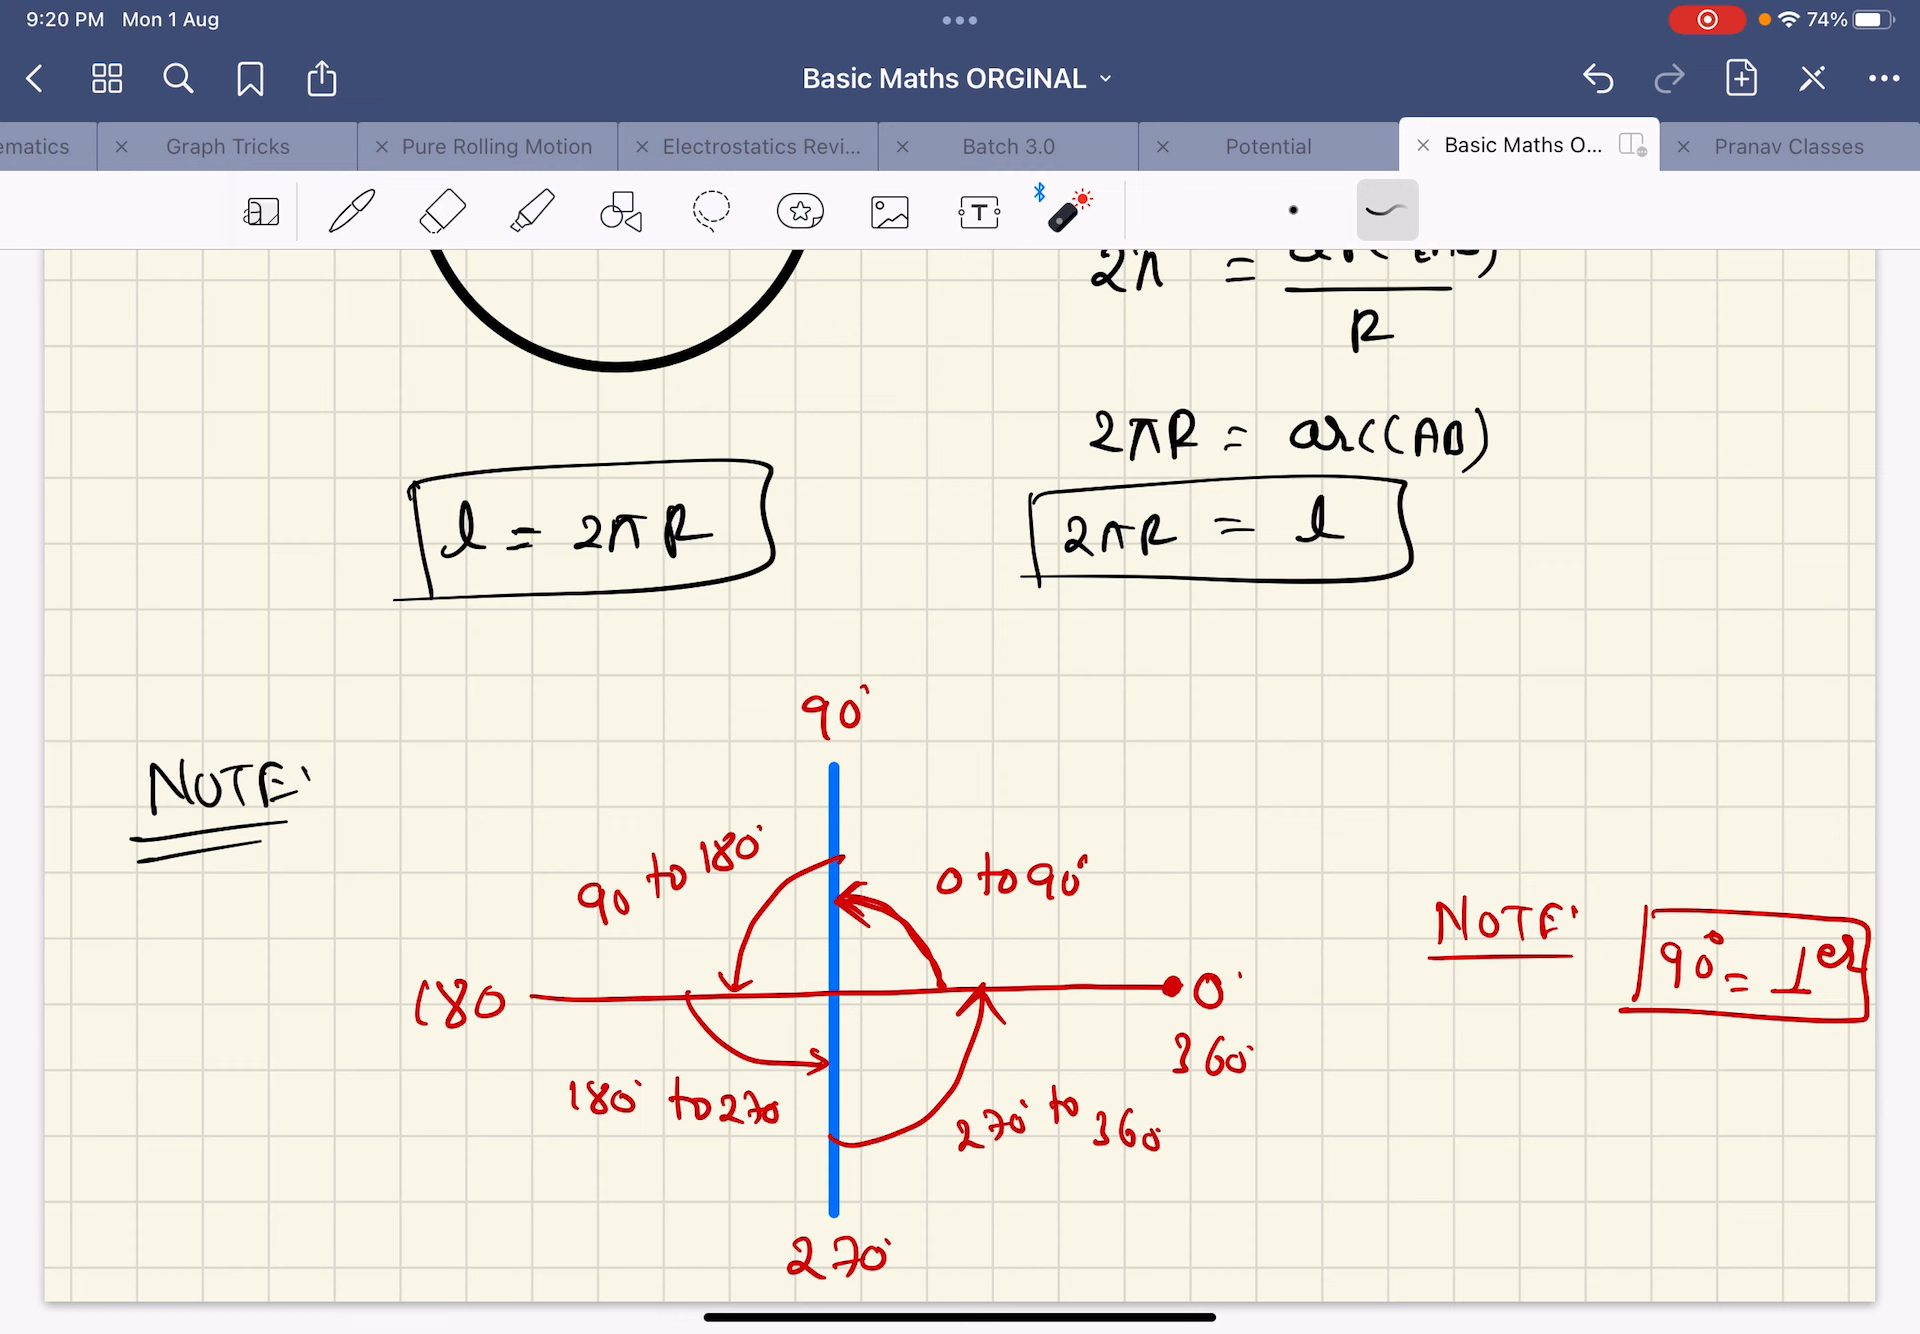 9:20 PM Mon 1 Aug
74%
Basic Maths ORGINAL
ematics
Graph Tricks
Pure Rolling Motion
Electrostatics Revi...
Batch 3.0
Potential
Basic Maths O...
Pranav Classes
2π = 
R
2πR = arc(AB)
l = 2πR
2πR = l
NOTE:
90°
90 to 180°
0 to 90°
180
0°
360°
180° to 270
270° to 360
270°
NOTE:
90° =